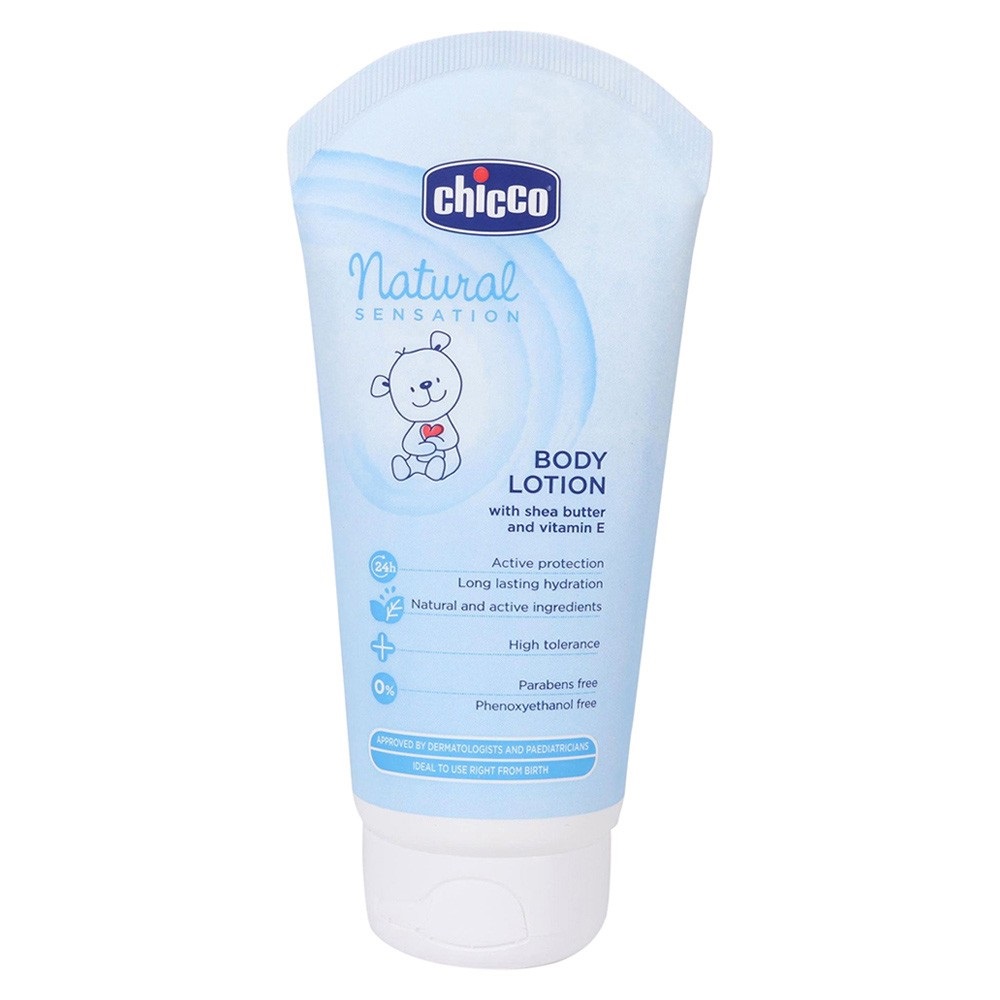 chicco
Natural
SENSATION
BODY
LOTION
with shea butter
and vitamin E
24h
Active protection
Long lasting hydration
Natural and active ingredients
High tolerance
0%
Parabens free
Phenoxyethanol free
APPROVED BY DERMATOLOGISTS AND PAEDIATRICIANS
IDEAL TO USE RIGHT FROM BIRTH